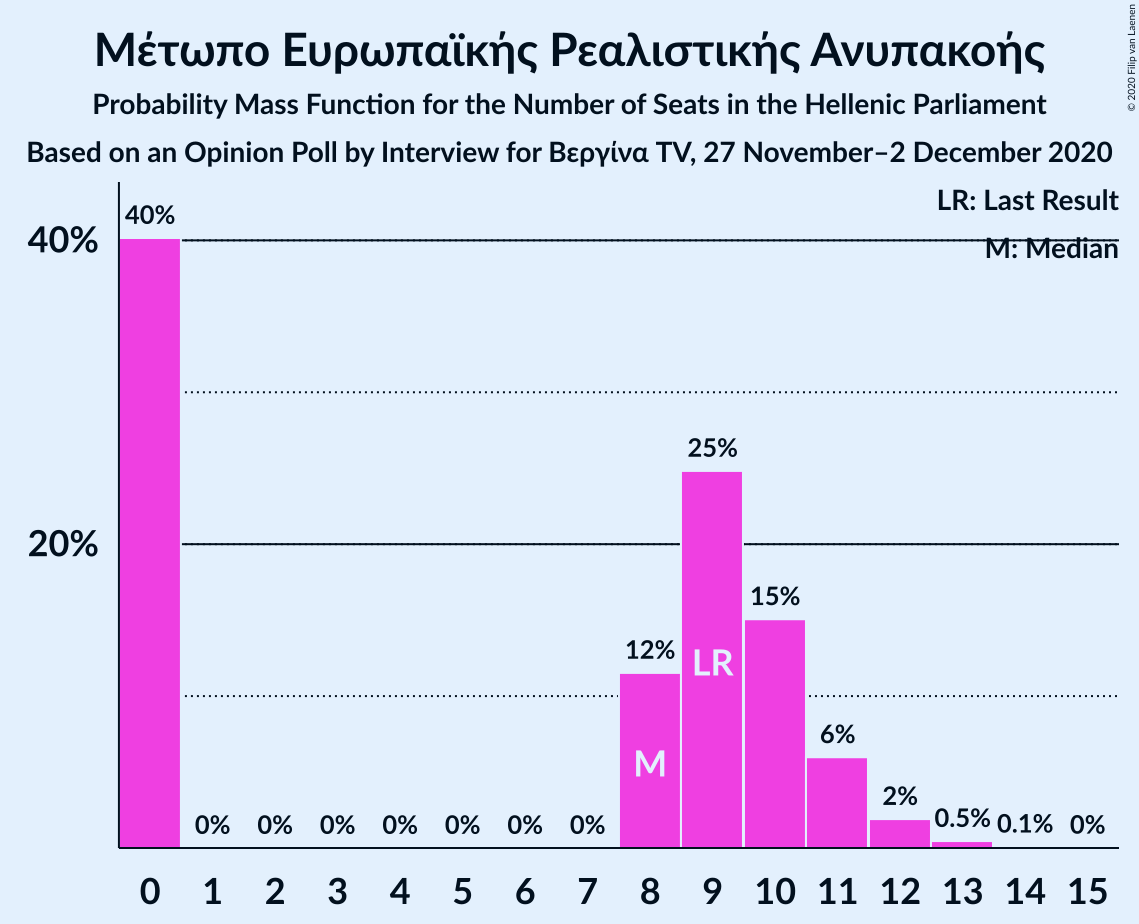 Μέτωπο Ευρωπαϊκής Ρεαλιστικής Ανυπακοής
Probability Mass Function for the Number of Seats in the Hellenic Parliament
Based on an Opinion Poll by Interview for Βεργίνα TV, 27 November–2 December 2020
© 2020 Filip van Laenen
LR: Last Result
M: Median
40%
40%
25%
20%
15%
12%
LR
6%
M
2%
0% 0% 0% 0% 0% 0% 0% 0.5% 0.1% 0%
0 1 2 3 4 5 6 7 8 9 10 11 12 13 14 15